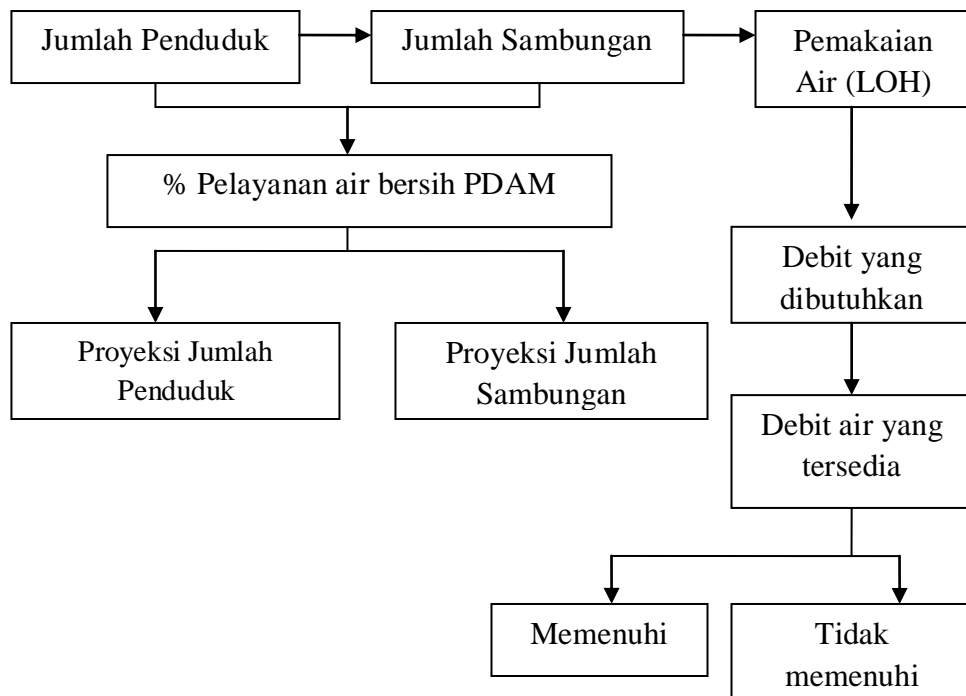 Jumlah Penduduk
Jumlah Sambungan
Pemakaian
Air (LOH)
% Pelayanan air bersih PDAM
Debit yang
dibutuhkan
Proyeksi Jumlah
Penduduk
Proyeksi Jumlah
Sambungan
Debit air yang
tersedia
Memenuhi
Tidak
memenuhi